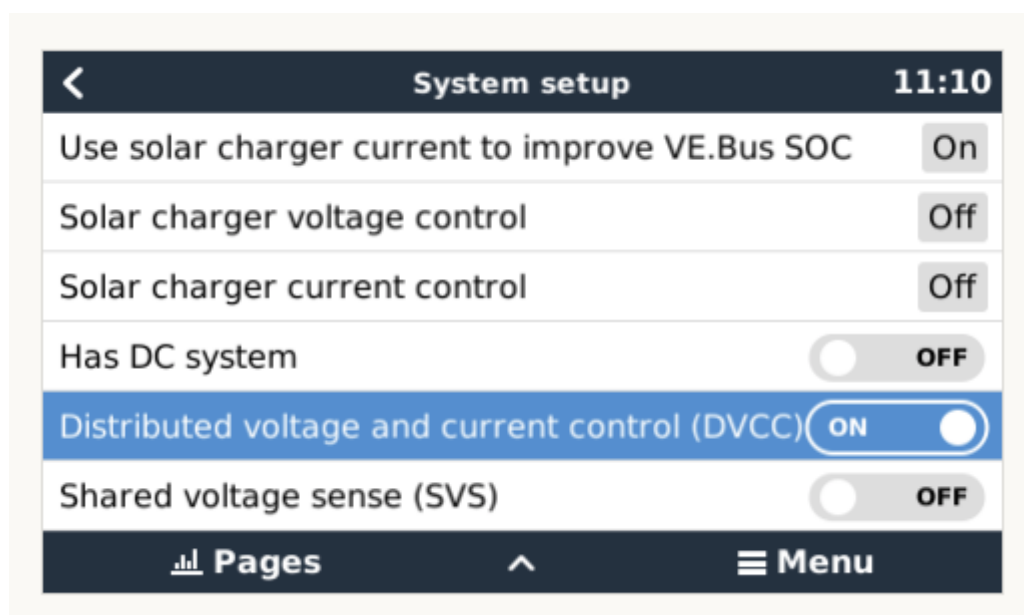 System setup 11:10
Use solar charger current to improve VE.Bus SOC On
Solar charger voltage control Off
Solar charger current control Off
Has DC system OFF
Distributed voltage and current control (DVCC) ON
Shared voltage sense (SVS) OFF
Pages Menu